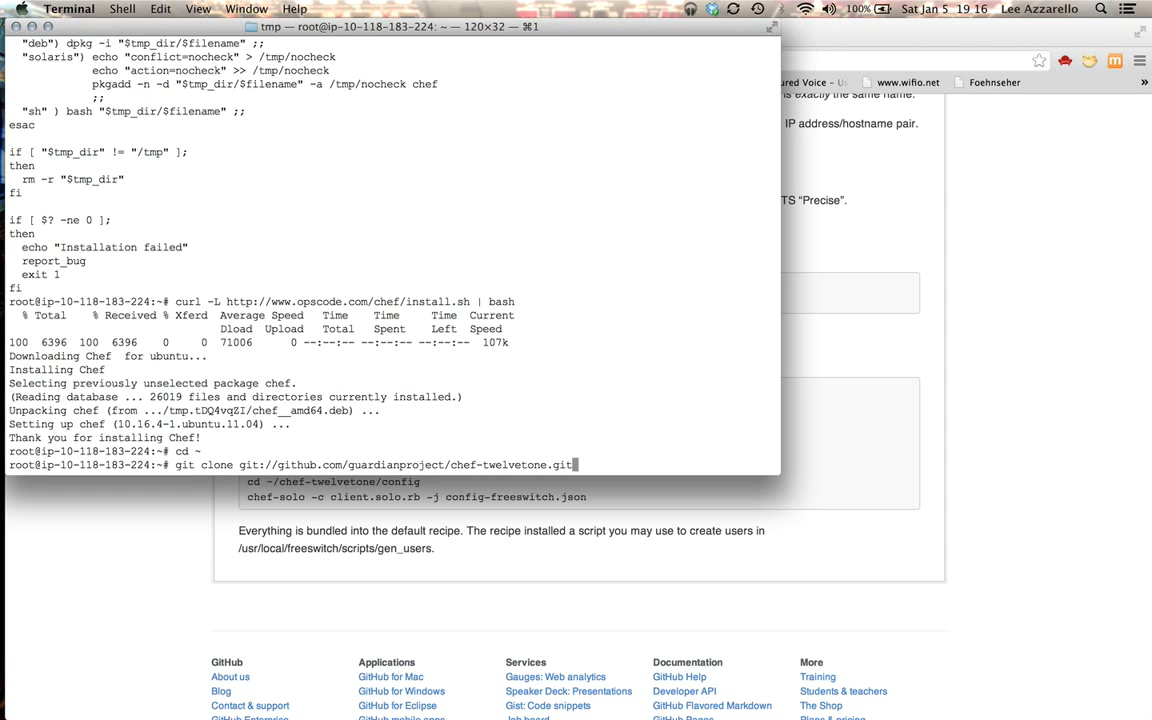 Terminal Shell Edit View Window Help 100% Sat Jan 5 19:16 Lee Azzarello
tmp — root@ip-10-118-183-224: ~ — 120×32 — ⌘1
"deb") dpkg -i "$tmp_dir/$filename" ;;
"solaris") echo "conflict=nocheck" > /tmp/nocheck
echo "action=nocheck" >> /tmp/nocheck
pkgadd -n -d "$tmp_dir/$filename" -a /tmp/nocheck chef
;;
"sh" ) bash "$tmp_dir/$filename" ;;
esac
if [ "$tmp_dir" != "/tmp" ];
then
rm -r "$tmp_dir"
fi
if [ $? -ne 0 ];
then
echo "Installation failed"
report_bug
exit 1
fi
root@ip-10-118-183-224:~# curl -L http://www.opscode.com/chef/install.sh | bash
% Total % Received % Xferd Average Speed Time Time Time Current
Dload Upload Total Spent Left Speed
100 6396 100 6396 0 0 71006 0 --:--:-- --:--:-- --:--:-- 107k
Downloading Chef for ubuntu...
Installing Chef
Selecting previously unselected package chef.
(Reading database ... 26019 files and directories currently installed.)
Unpacking chef (from .../tmp.tDQ4vqZI/chef__amd64.deb) ...
Setting up chef (10.16.4-1.ubuntu.11.04) ...
Thank you for installing Chef!
root@ip-10-118-183-224:~# cd ~
root@ip-10-118-183-224:~# git clone git://github.com/guardianproject/chef-twelvetone.git
ured Voice - Us www.wifio.net Foehnseher »
is exactly the same name.
IP address/hostname pair.
TS “Precise”.
cd ~/chef-twelvetone/config
chef-solo -c client.solo.rb -j config-freeswitch.json
Everything is bundled into the default recipe. The recipe installed a script you may use to create users in
/usr/local/freeswitch/scripts/gen_users.
GitHub Applications Services Documentation More
About us GitHub for Mac Gauges: Web analytics GitHub Help Training
Blog GitHub for Windows Speaker Deck: Presentations Developer API Students & teachers
Contact & support GitHub for Eclipse Gist: Code snippets GitHub Flavored Markdown The Shop
GitHub Enterprise GitHub mobile apps Job board GitHub Pages Plans & pricing